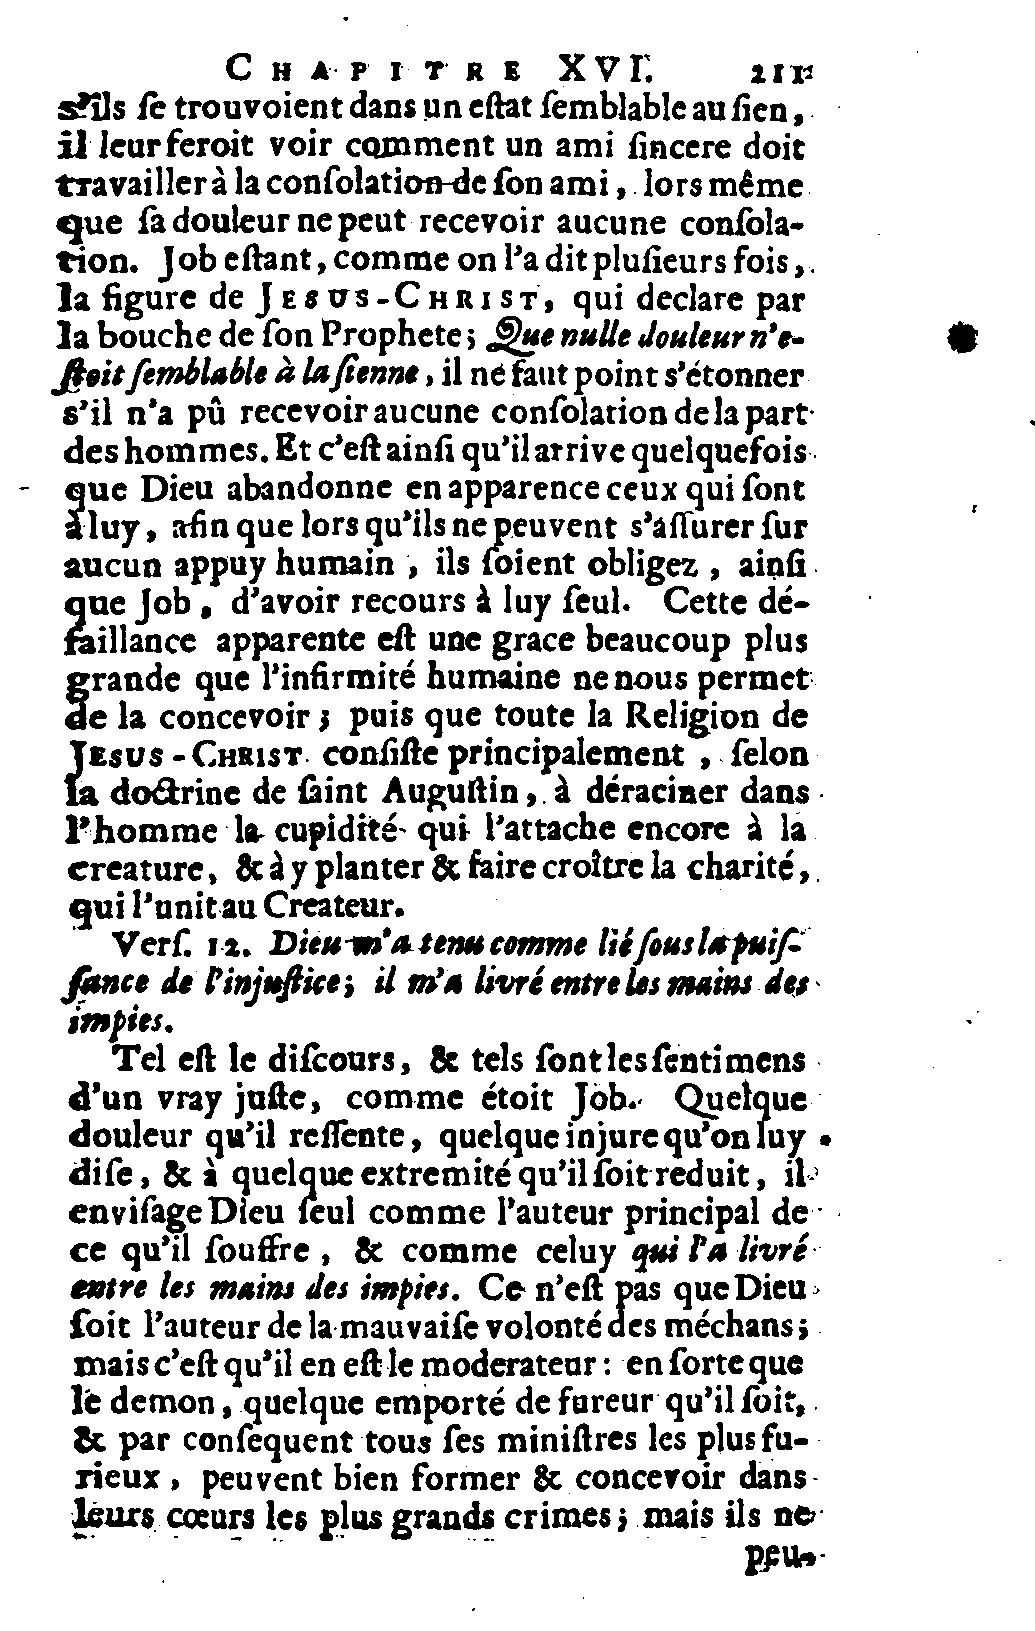 CHAPITRE XVI. 211
s'ils ſe trouvoient dans un eſtat ſemblable au ſien,
il leur feroit voir comment un ami ſincere doit
travailler à la conſolation de ſon ami, lors même
que ſa douleur ne peut recevoir aucune conſola-
tion. Job eſtant, comme on l'a dit pluſieurs fois,
la figure de JESUS-CHRIST, qui declare par
la bouche de ſon Prophete; Que nulle douleur n'e-
ſtoit ſemblable à la ſienne, il ne faut point s'étonner
s'il n'a pû recevoir aucune conſolation de la part
des hommes. Et c'eſt ainſi qu'il arrive quelquefois
que Dieu abandonne en apparence ceux qui ſont
à luy, afin que lors qu'ils ne peuvent s'aſſurer ſur
aucun appuy humain, ils ſoient obligez, ainſi
que Job, d'avoir recours à luy ſeul. Cette dé-
faillance apparente eſt une grace beaucoup plus
grande que l'infirmité humaine ne nous permet
de la concevoir; puis que toute la Religion de
JESUS-CHRIST conſiſte principalement, ſelon
la doctrine de ſaint Auguſtin, à déraciner dans
l'homme la cupidité qui l'attache encore à la
creature, & à y planter & faire croître la charité,
qui l'unit au Createur.
Verſ. 12. Dieu m'a tenu comme lié ſous la puiſ-
ſance de l'injuſtice; il m'a livré entre les mains des
impies.
Tel eſt le diſcours, & tels ſont les ſentimens
d'un vray juſte, comme étoit Job. Quelque
douleur qu'il reſſente, quelque injure qu'on luy
diſe, & à quelque extremité qu'il ſoit reduit, il
enviſage Dieu ſeul comme l'auteur principal de
ce qu'il ſouffre, & comme celuy qui l'a livré
entre les mains des impies. Ce n'eſt pas que Dieu
ſoit l'auteur de la mauvaiſe volonté des méchans;
mais c'eſt qu'il en eſt le moderateur: en ſorte que
le demon, quelque emporté de fureur qu'il ſoit,
& par conſequent tous ſes miniſtres les plus fu-
rieux, peuvent bien former & concevoir dans
leurs cœurs les plus grands crimes; mais ils ne
peu-